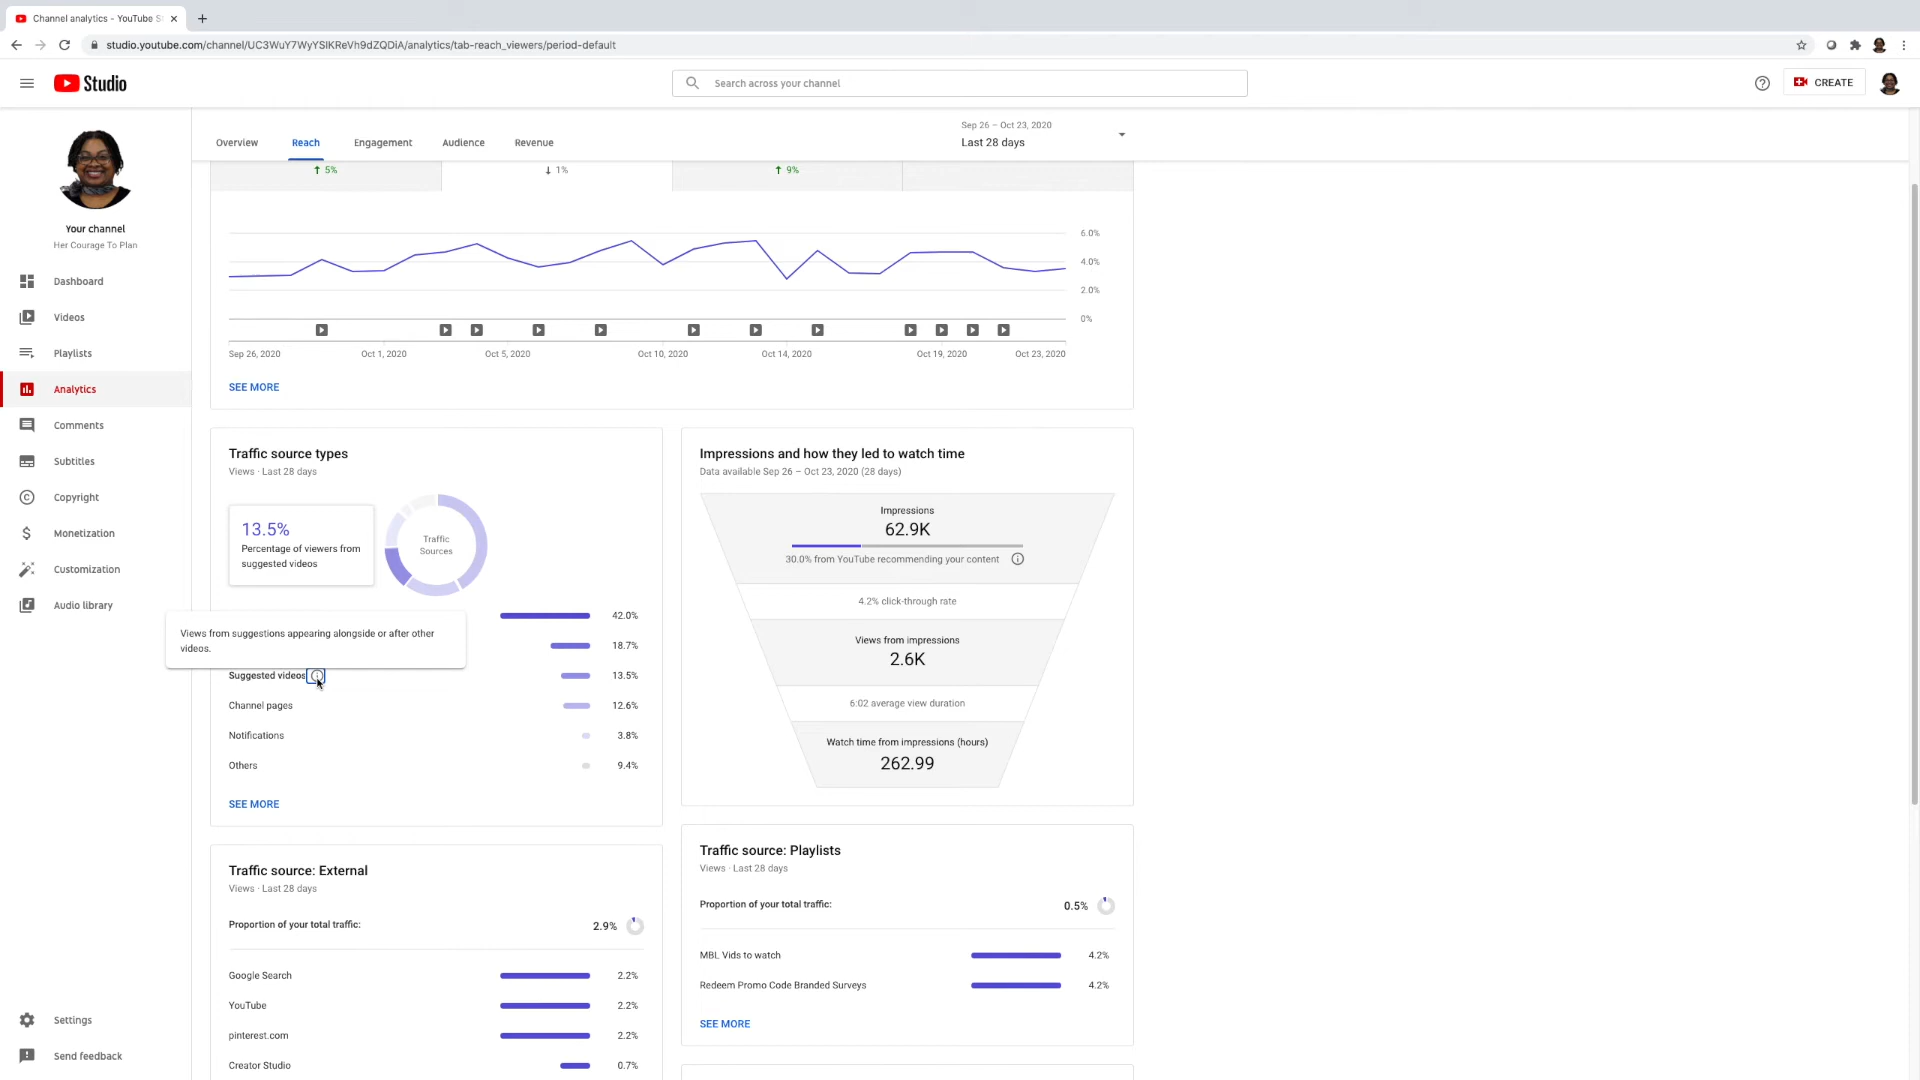 Channel analytics - YouTube S
studio.youtube.com/channel/UC3WuY7WyYSIKReVh9dZQDiA/analytics/tab-reach_viewers/period-default
Studio
Search across your channel
CREATE
Your channel
Her Courage To Plan
Dashboard
Videos
Playlists
Analytics
Comments
Subtitles
Copyright
Monetization
Customization
Audio library
Settings
Send feedback
Overview
Reach
Engagement
Audience
Revenue
Sep 26 – Oct 23, 2020
Last 28 days
5%
1%
9%
6.0%
4.0%
2.0%
0%
Sep 26, 2020
Oct 1, 2020
Oct 5, 2020
Oct 10, 2020
Oct 14, 2020
Oct 19, 2020
Oct 23, 2020
SEE MORE
Traffic source types
Views · Last 28 days
13.5%
Percentage of viewers from
suggested videos
Traffic
Sources
42.0%
Views from suggestions appearing alongside or after other
videos.
18.7%
Suggested videos
13.5%
Channel pages
12.6%
Notifications
3.8%
Others
9.4%
SEE MORE
Impressions and how they led to watch time
Data available Sep 26 – Oct 23, 2020 (28 days)
Impressions
62.9K
30.0% from YouTube recommending your content
4.2% click-through rate
Views from impressions
2.6K
6:02 average view duration
Watch time from impressions (hours)
262.99
Traffic source: External
Views · Last 28 days
Proportion of your total traffic:
2.9%
Google Search
2.2%
YouTube
2.2%
pinterest.com
2.2%
Creator Studio
0.7%
Traffic source: Playlists
Views · Last 28 days
Proportion of your total traffic:
0.5%
MBL Vids to watch
4.2%
Redeem Promo Code Branded Surveys
4.2%
SEE MORE